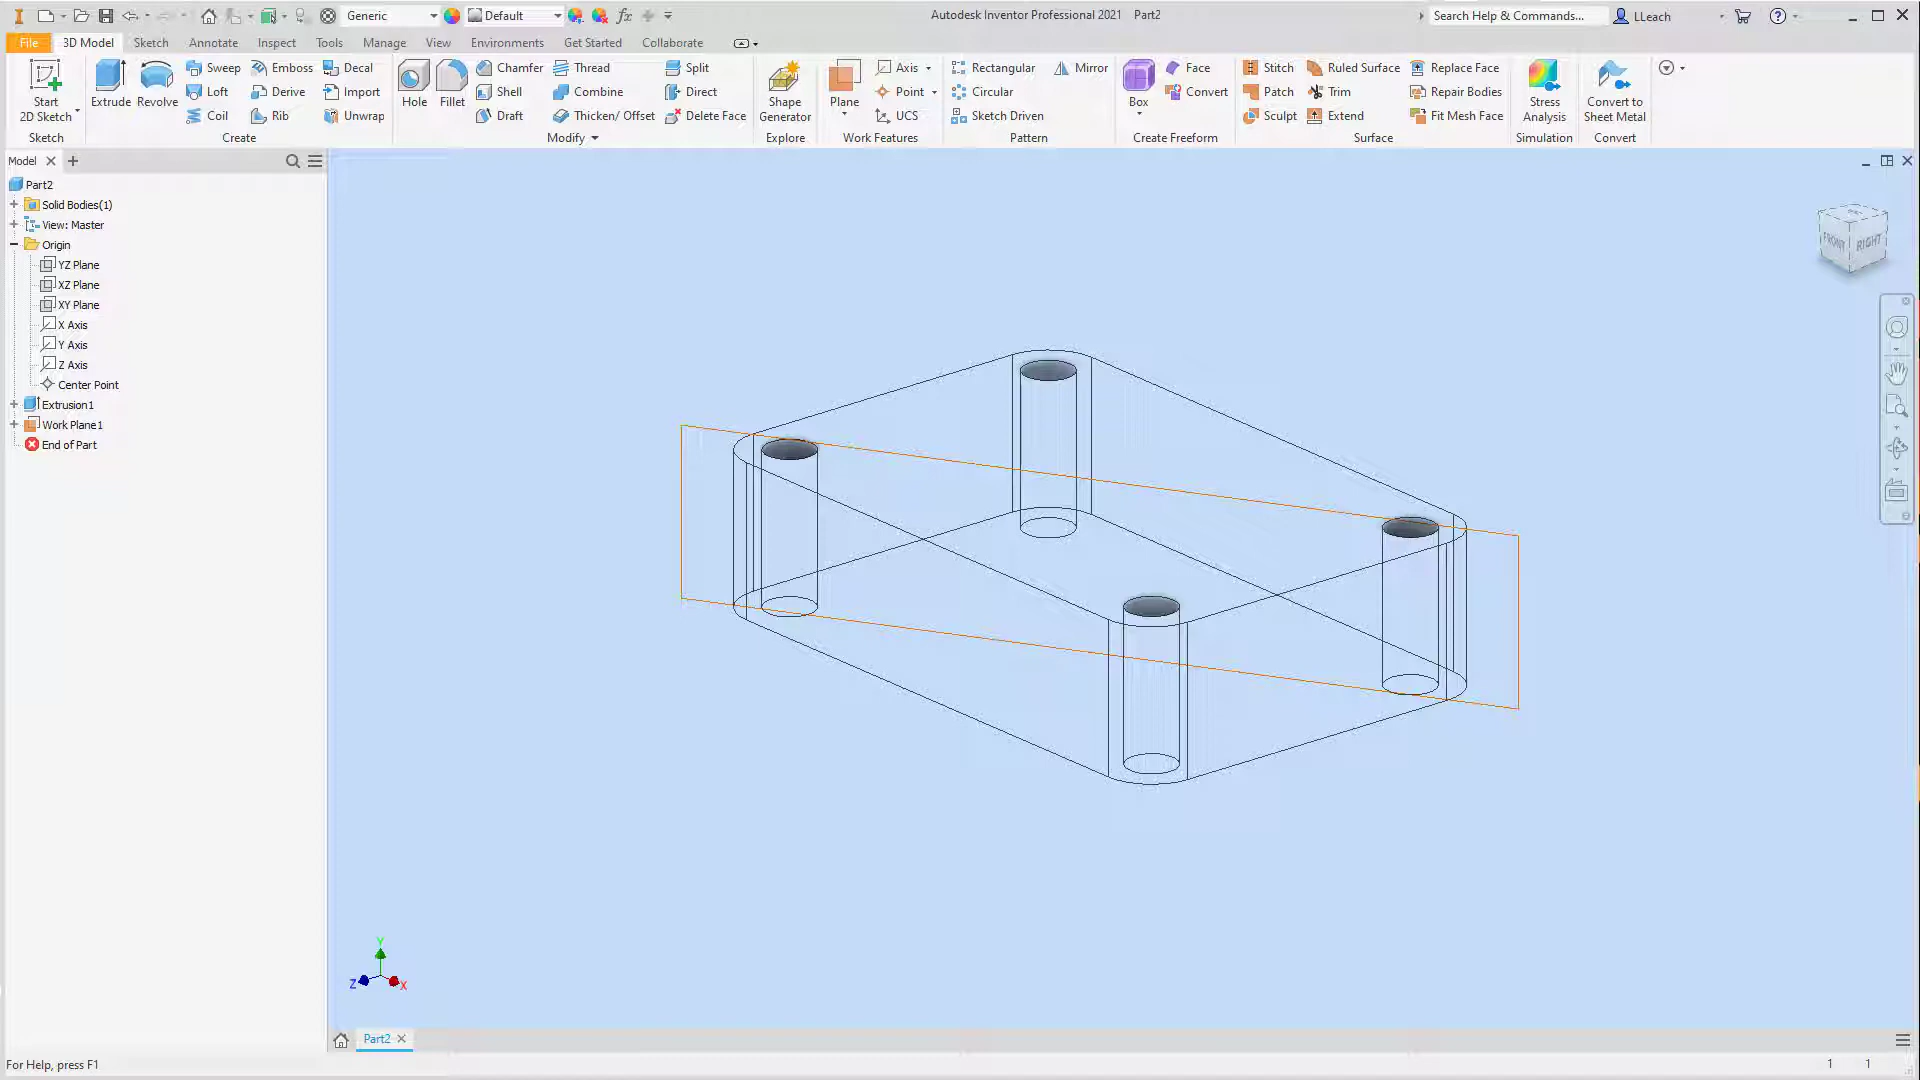 Generic
Default
fx
Autodesk Inventor Professional 2021 Part2
Search Help & Commands...
LLeach
File 3D Model Sketch Annotate Inspect Tools Manage View Environments Get Started Collaborate
Start
2D Sketch
Sketch
Extrude
Revolve
Sweep
Loft
Coil
Emboss
Derive
Rib
Decal
Import
Unwrap
Create
Hole
Fillet
Chamfer
Shell
Draft
Thread
Combine
Thicken/ Offset
Split
Direct
Delete Face
Modify
Shape
Generator
Explore
Plane
Axis
Point
UCS
Work Features
Rectangular
Circular
Sketch Driven
Mirror
Pattern
Box
Face
Convert
Create Freeform
Stitch
Patch
Sculpt
Ruled Surface
Trim
Extend
Replace Face
Repair Bodies
Fit Mesh Face
Surface
Stress
Analysis
Simulation
Convert to
Sheet Metal
Convert
Model
Part2
Solid Bodies(1)
View: Master
Origin
YZ Plane
XZ Plane
XY Plane
X Axis
Y Axis
Z Axis
Center Point
Extrusion1
Work Plane1
End of Part
FRONT RIGHT
Y
Z
X
Part2
For Help, press F1
1 1